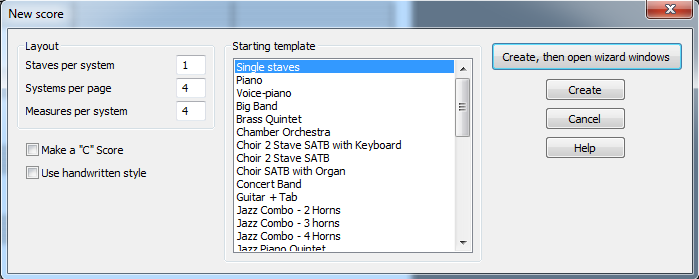 New score
Layout
Staves per system 1
Systems per page 4
Measures per system 4
Make a "C" Score
Use handwritten style
Starting template
Single staves
Piano
Voice-piano
Big Band
Brass Quintet
Chamber Orchestra
Choir 2 Stave SATB with Keyboard
Choir 2 Stave SATB
Choir SATB with Organ
Concert Band
Guitar + Tab
Jazz Combo - 2 Horns
Jazz Combo - 3 horns
Jazz Combo - 4 Horns
Jazz Piano Quintet
Create, then open wizard windows
Create
Cancel
Help